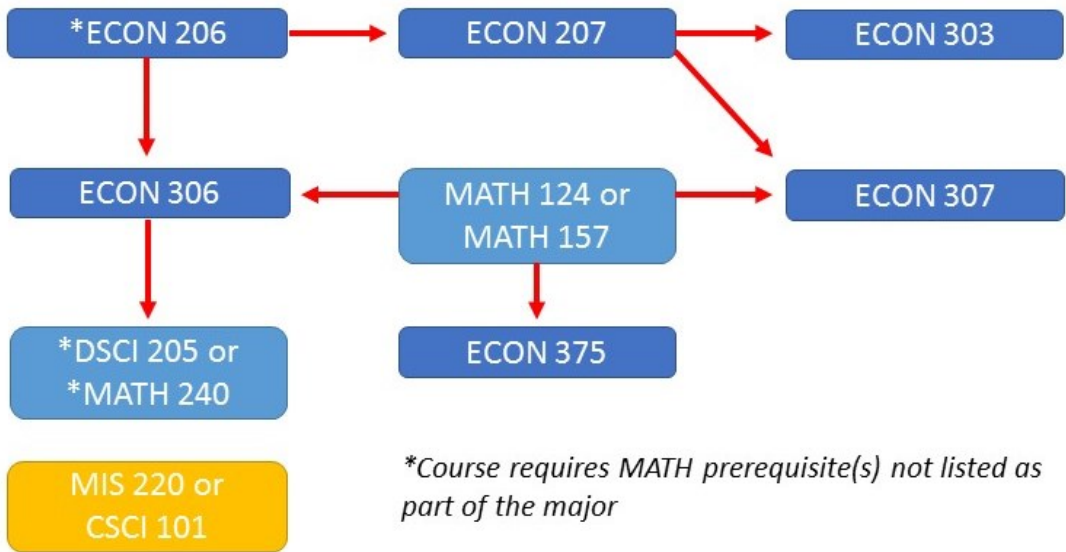 *ECON 206
ECON 207
ECON 303
ECON 306
MATH 124 or
MATH 157
ECON 307
*DSCI 205 or
*MATH 240
ECON 375
MIS 220 or
CSCI 101
*Course requires MATH prerequisite(s) not listed as
part of the major